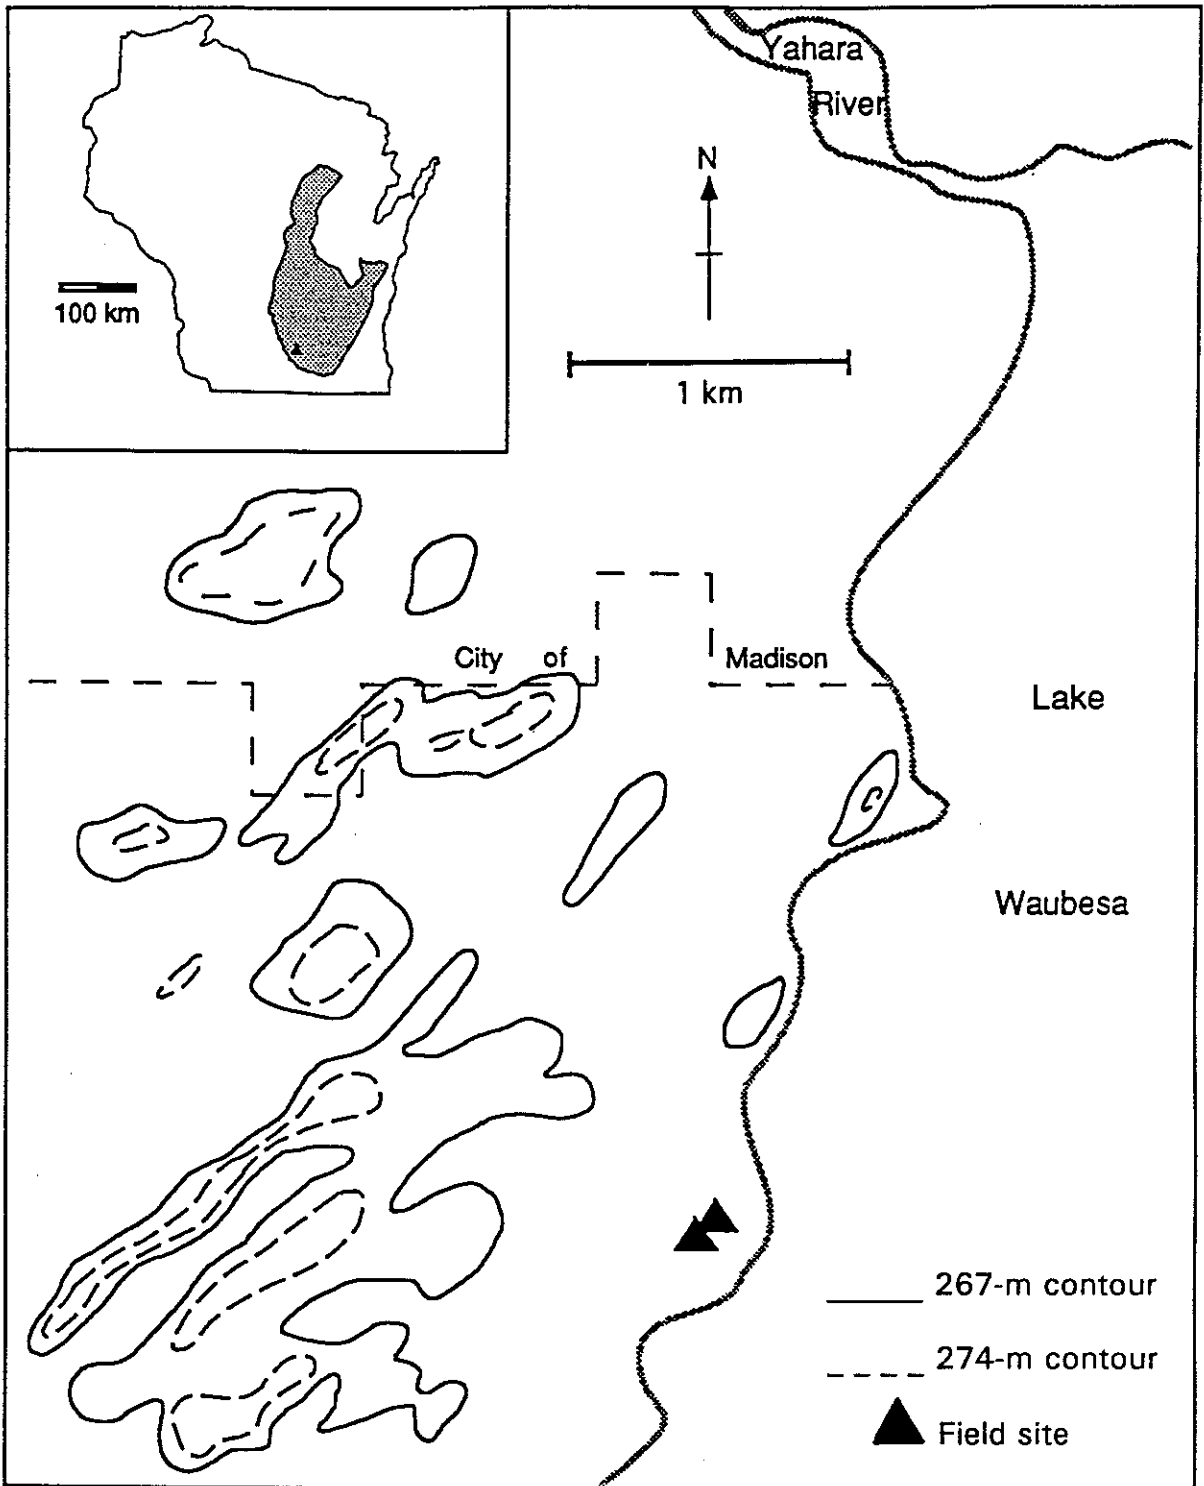 Yahara
River
N
100 km
1 km
City of Madison
Lake
Waubesa
267-m contour
274-m contour
Field site